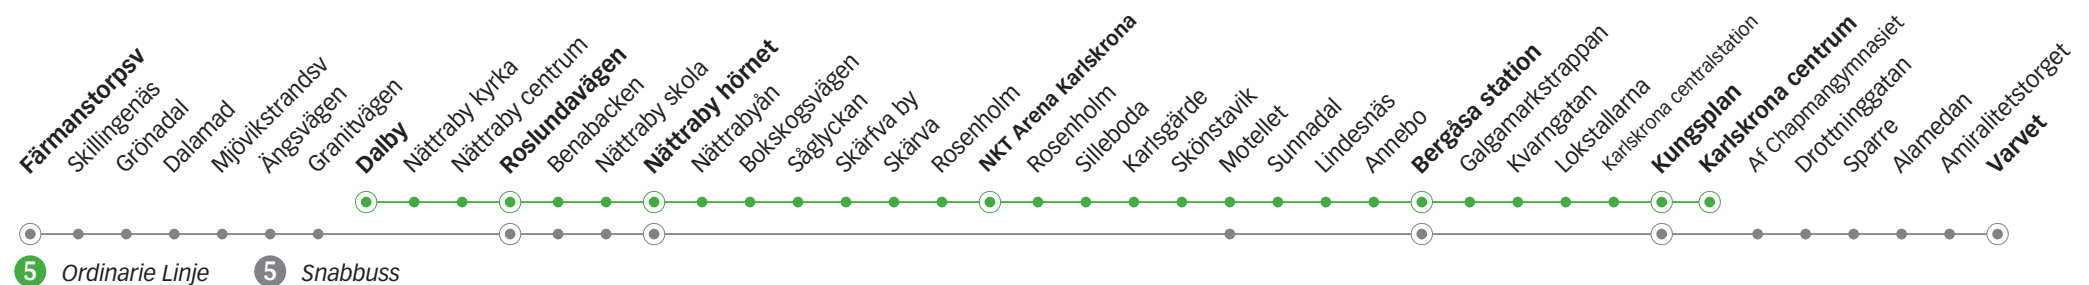 Färmanstorpsv
Skillingenäs
Grönadal
Dalamad
Mjövikstrandsv
Ängsvägen
Granitvägen
Dalby
Nättraby kyrka
Nättraby centrum
Roslundavägen
Benabacken
Nättraby skola
Nättraby hörnet
Nättrabyån
Bokskogsvägen
Såglyckan
Skärfva by
Skärva
Rosenholm
NKT Arena Karlskrona
Rosenholm
Silleboda
Karlsgärde
Skönstavik
Motellet
Sunnadal
Lindesnäs
Annebo
Bergåsa station
Galgamarkstrappan
Kvarngatan
Lokstallarna
Karlskrona centralstation
Kungsplan
Karlskrona centrum
Af Chapmangymnasiet
Drottninggatan
Sparre
Alamedan
Amiralitetstorget
Varvet
5 Ordinarie Linje 5 Snabbuss